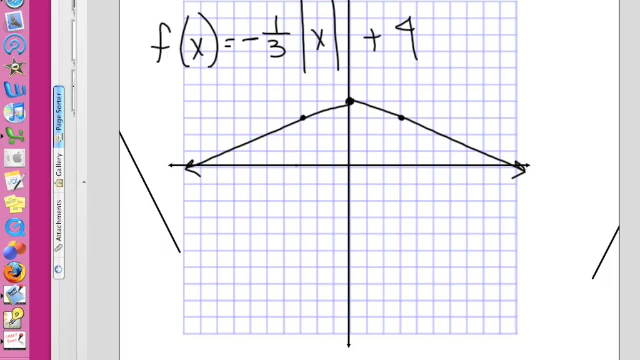 f(x) = -1/3 |x| + 4
Page Sorter
Gallery
Attachments